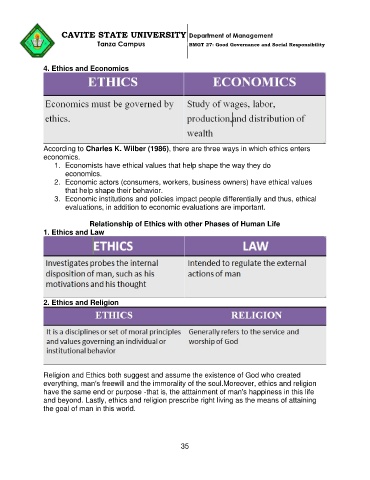 CAVITE STATE UNIVERSITY Department of Management
Tanza Campus BMGT 27- Good Governance and Social Responsibility
4. Ethics and Economics
ETHICS ECONOMICS
Economics must be governed by Study of wages, labor,
ethics. production,and distribution of
wealth
According to Charles K. Wilber (1986), there are three ways in which ethics enters
economics.
1. Economists have ethical values that help shape the way they do
economics.
2. Economic actors (consumers, workers, business owners) have ethical values
that help shape their behavior.
3. Economic institutions and policies impact people differentially and thus, ethical
evaluations, in addition to economic evaluations are important.
Relationship of Ethics with other Phases of Human Life
1. Ethics and Law
ETHICS LAW
Investigates probes the internal Intended to regulate the external
disposition of man, such as his actions of man
motivations and his thought
2. Ethics and Religion
ETHICS RELIGION
It is a disciplines or set of moral principles Generally refers to the service and
and values governing an individual or worship of God
institutional behavior
Religion and Ethics both suggest and assume the existence of God who created
everything, man's freewill and the immorality of the soul.Moreover, ethics and religion
have the same end or purpose -that is, the atttainment of man's happiness in this life
and beyond. Lastly, ethics and religion prescribe right living as the means of attaining
the goal of man in this world.
35